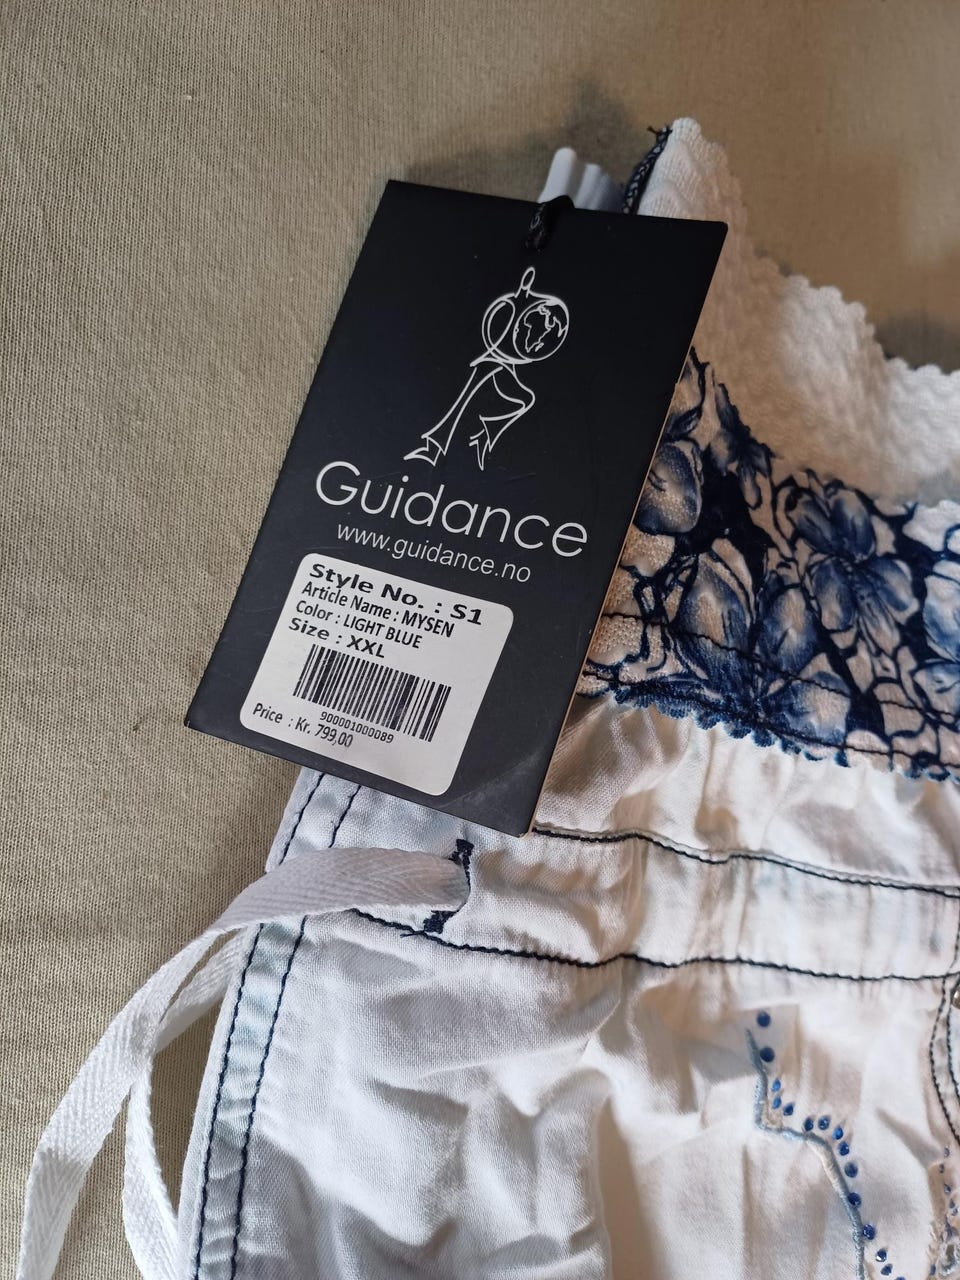 Guidance
www.guidance.no
Style No. : S1
Article Name : MYSEN
Color : LIGHT BLUE
Size : XXL
900001000089
Price : Kr. 799,00